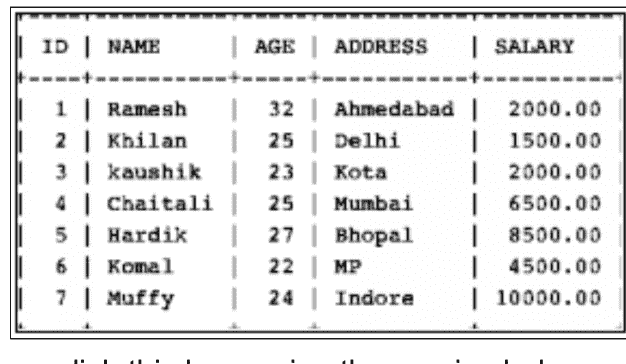 | ID | NAME | AGE | ADDRESS | SALARY |
| 1 | Ramesh | 32 | Ahmedabad | 2000.00 |
| 2 | Khilan | 25 | Delhi | 1500.00 |
| 3 | kaushik | 23 | Kota | 2000.00 |
| 4 | Chaitali | 25 | Mumbai | 6500.00 |
| 5 | Hardik | 27 | Bhopal | 8500.00 |
| 6 | Komal | 22 | MP | 4500.00 |
| 7 | Muffy | 24 | Indore | 10000.00 |